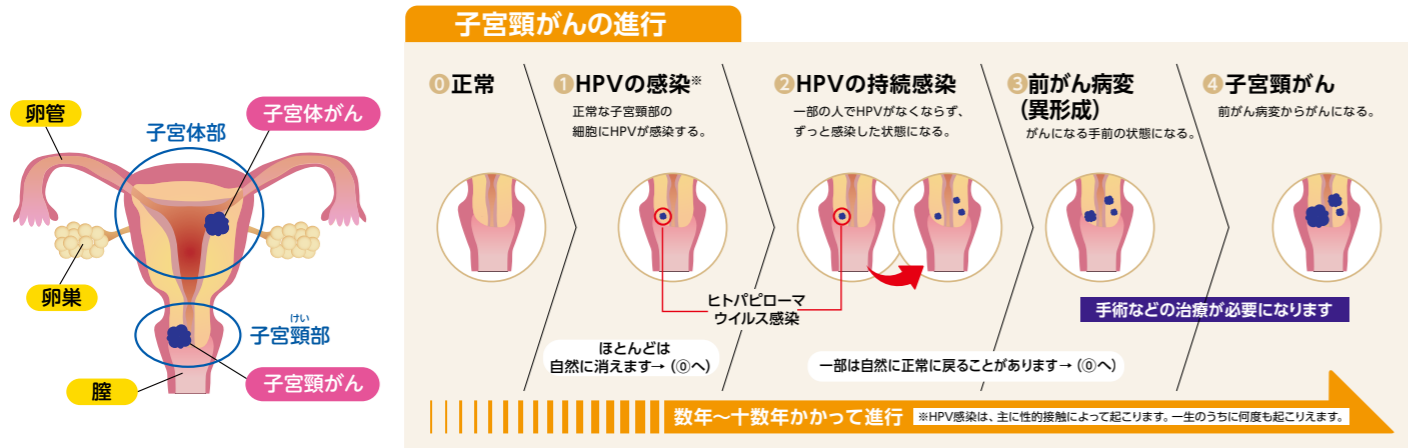 卵管
子宮体部
子宮体がん
卵巣
けい
子宮頸部
子宮頸がん
膣
子宮頸がんの進行
0 正常
1 HPVの感染※
正常な子宮頸部の
細胞にHPVが感染する。
2 HPVの持続感染
一部の人でHPVがなくならず、
ずっと感染した状態になる。
3 前がん病変
(異形成)
がんになる手前の状態になる。
4 子宮頸がん
前がん病変からがんになる。
ヒトパピローマ
ウイルス感染
手術などの治療が必要になります
ほとんどは
自然に消えます→(⓪へ)
一部は自然に正常に戻ることがあります→(⓪へ)
数年〜十数年かかって進行
※HPV感染は、主に性的接触によって起こります。一生のうちに何度も起こりえます。